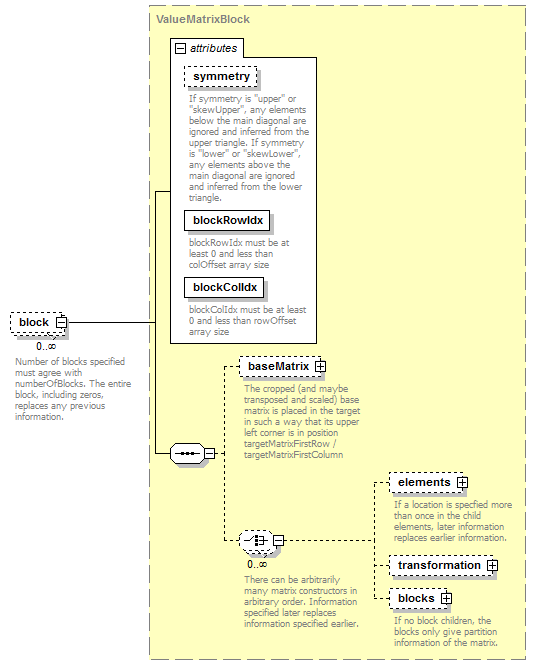 ValueMatrixBlock
attributes
symmetry
If symmetry is "upper" or
"skewUpper", any elements
below the main diagonal are
ignored and inferred from the
upper triangle. If symmetry
is "lower" or "skewLower",
any elements above the
main diagonal are ignored
and inferred from the lower
triangle.
blockRowIdx
blockRowIdx must be at
least 0 and less than
colOffset array size
blockColIdx
blockColIdx must be at least
0 and less than rowOffset
array size
block
0..∞
Number of blocks specified
must agree with
numberOfBlocks. The entire
block, including zeros,
replaces any previous
information.
baseMatrix
The cropped (and maybe
transposed and scaled) base
matrix is placed in the target
in such a way that its upper
left corner is in position
targetMatrixFirstRow /
targetMatrixFirstColumn
elements
If a location is specfied more
than once in the child
elements, later information
replaces earlier information.
0..∞
There can be arbitrarily
many matrix constructors in
arbitrary order. Information
specified later replaces
information specified earlier.
transformation
blocks
If no block children, the
blocks only give partition
information of the matrix.